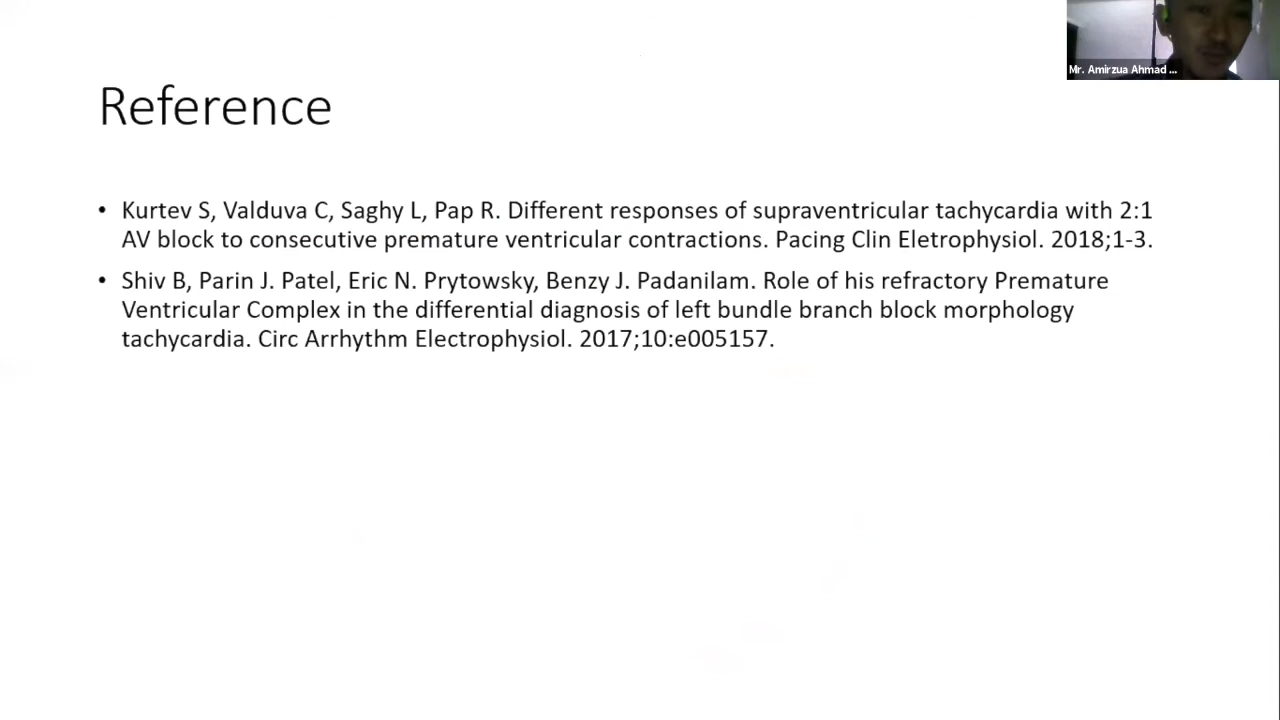 Mr. Amirzua Ahmad ...
Reference
• Kurtev S, Valduva C, Saghy L, Pap R. Different responses of supraventricular tachycardia with 2:1
AV block to consecutive premature ventricular contractions. Pacing Clin Eletrophysiol. 2018;1-3.
• Shiv B, Parin J. Patel, Eric N. Prytowsky, Benzy J. Padanilam. Role of his refractory Premature
Ventricular Complex in the differential diagnosis of left bundle branch block morphology
tachycardia. Circ Arrhythm Electrophysiol. 2017;10:e005157.